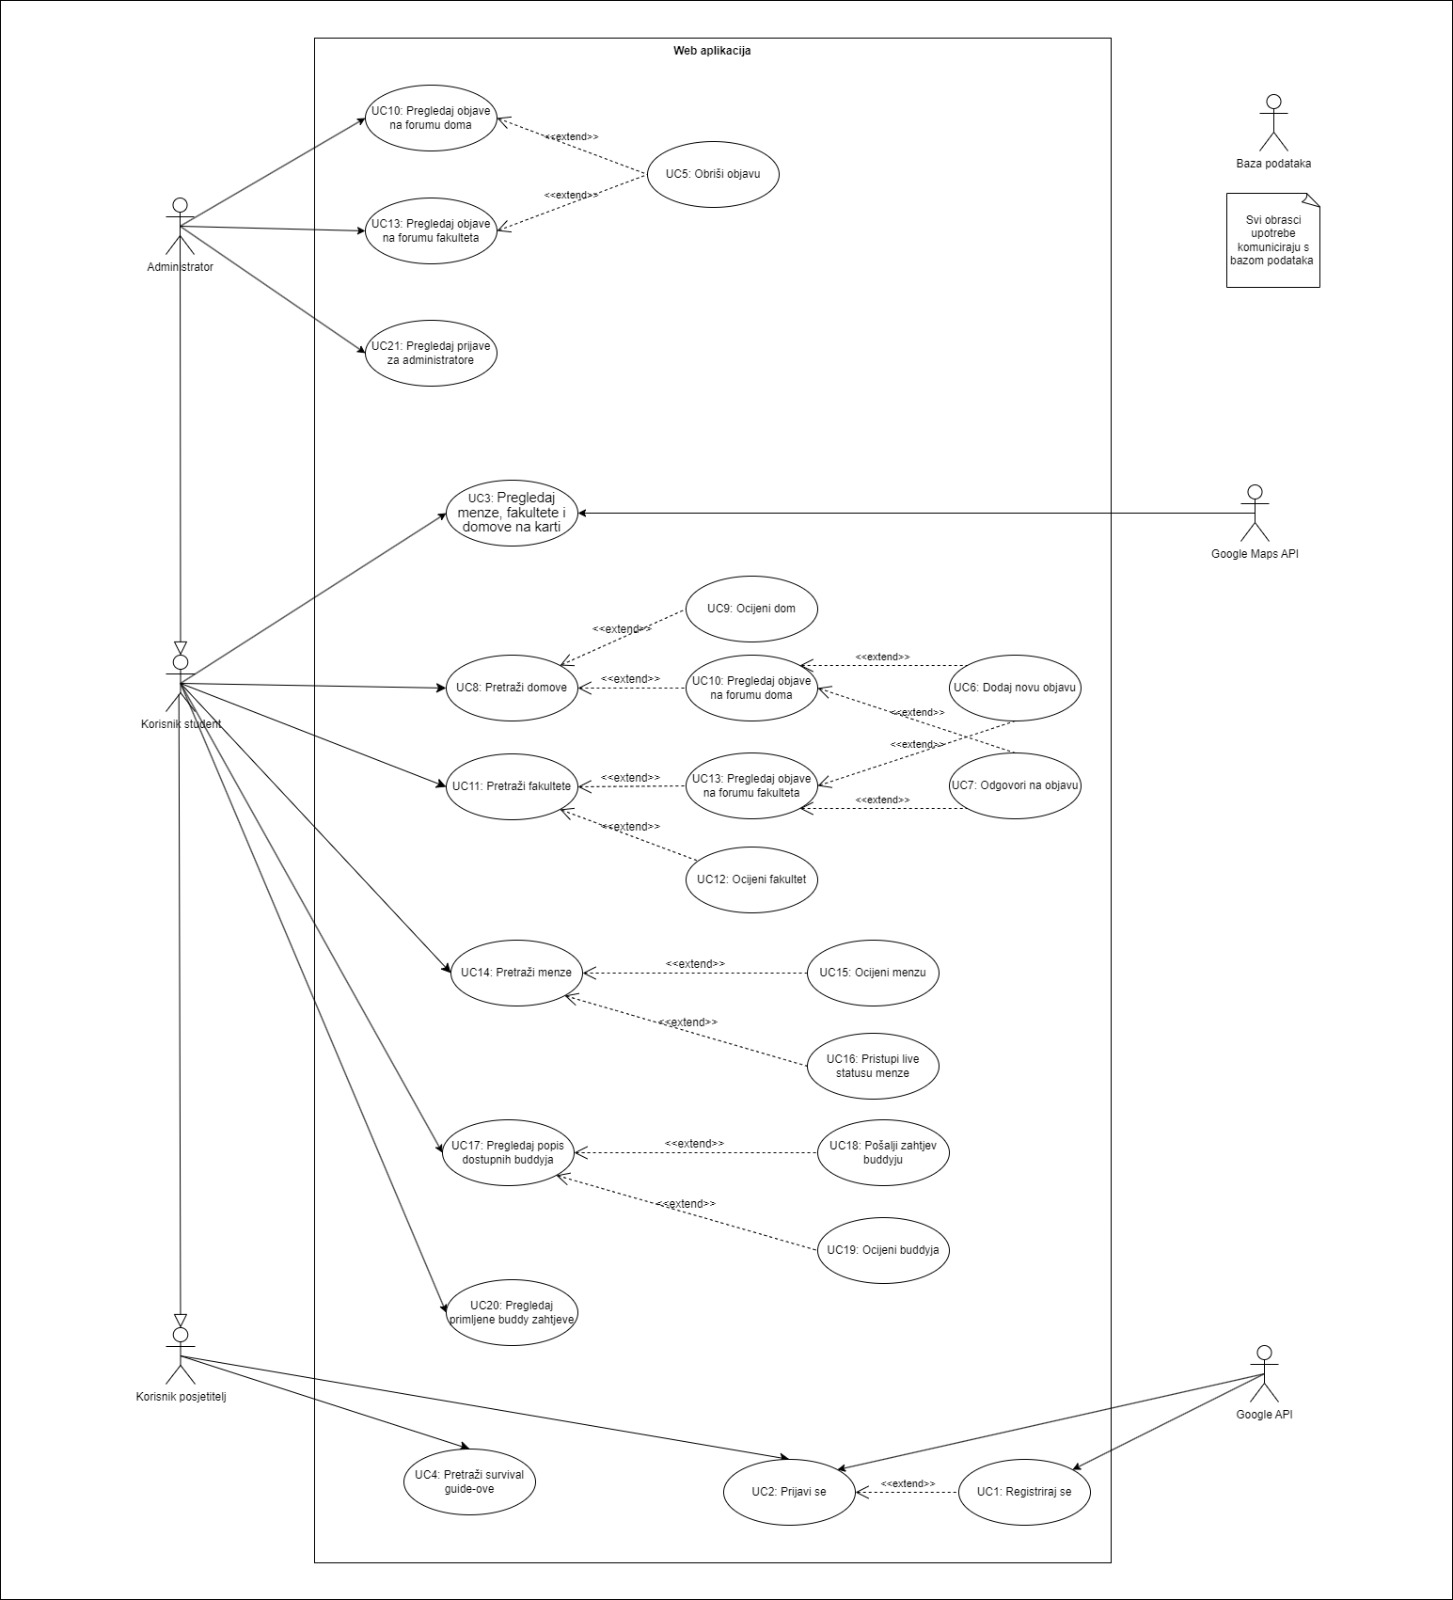 Web aplikacija
UC10: Pregledaj objave
na forumu doma
<<extend>>
UC5: Obriši objavu
<<extend>>
UC13: Pregledaj objave
na forumu fakulteta
Administrator
UC21: Pregledaj prijave
za administratore
Baza podataka
Svi obrasci
upotrebe
komuniciraju s
bazom podataka
UC3: Pregledaj
menze, fakultete i
domove na karti
Google Maps API
UC9: Ocijeni dom
<<extend>>
UC8: Pretraži domove
<<extend>>
UC10: Pregledaj objave
na forumu doma
<<extend>>
UC6: Dodaj novu objavu
<<extend>>
Korisnik student
<<extend>>
UC11: Pretraži fakultete
<<extend>>
UC13: Pregledaj objave
na forumu fakulteta
UC7: Odgovori na objavu
<<extend>>
<<extend>>
UC12: Ocijeni fakultet
UC14: Pretraži menze
<<extend>>
UC15: Ocijeni menzu
<<extend>>
UC16: Pristupi live
statusu menze
UC17: Pregledaj popis
dostupnih buddyja
<<extend>>
UC18: Pošalji zahtjev
buddyju
<<extend>>
UC19: Ocijeni buddyja
UC20: Pregledaj
primljene buddy zahtjeve
Korisnik posjetitelj
Google API
UC4: Pretraži survival
guide-ove
UC2: Prijavi se
<<extend>>
UC1: Registriraj se